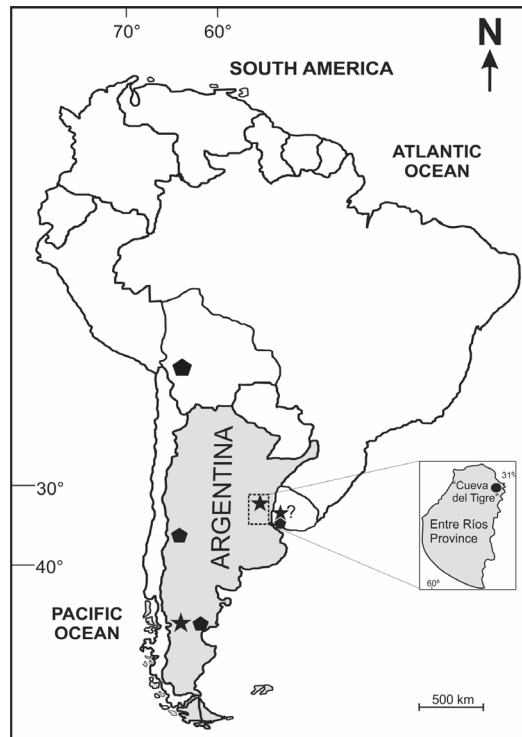 70° 60°
N
SOUTH AMERICA
ATLANTIC
OCEAN
ARGENTINA
30°
?
31°
"Cueva
del Tigre"
Entre Ríos
Province
60°
40°
PACIFIC
OCEAN
500 km